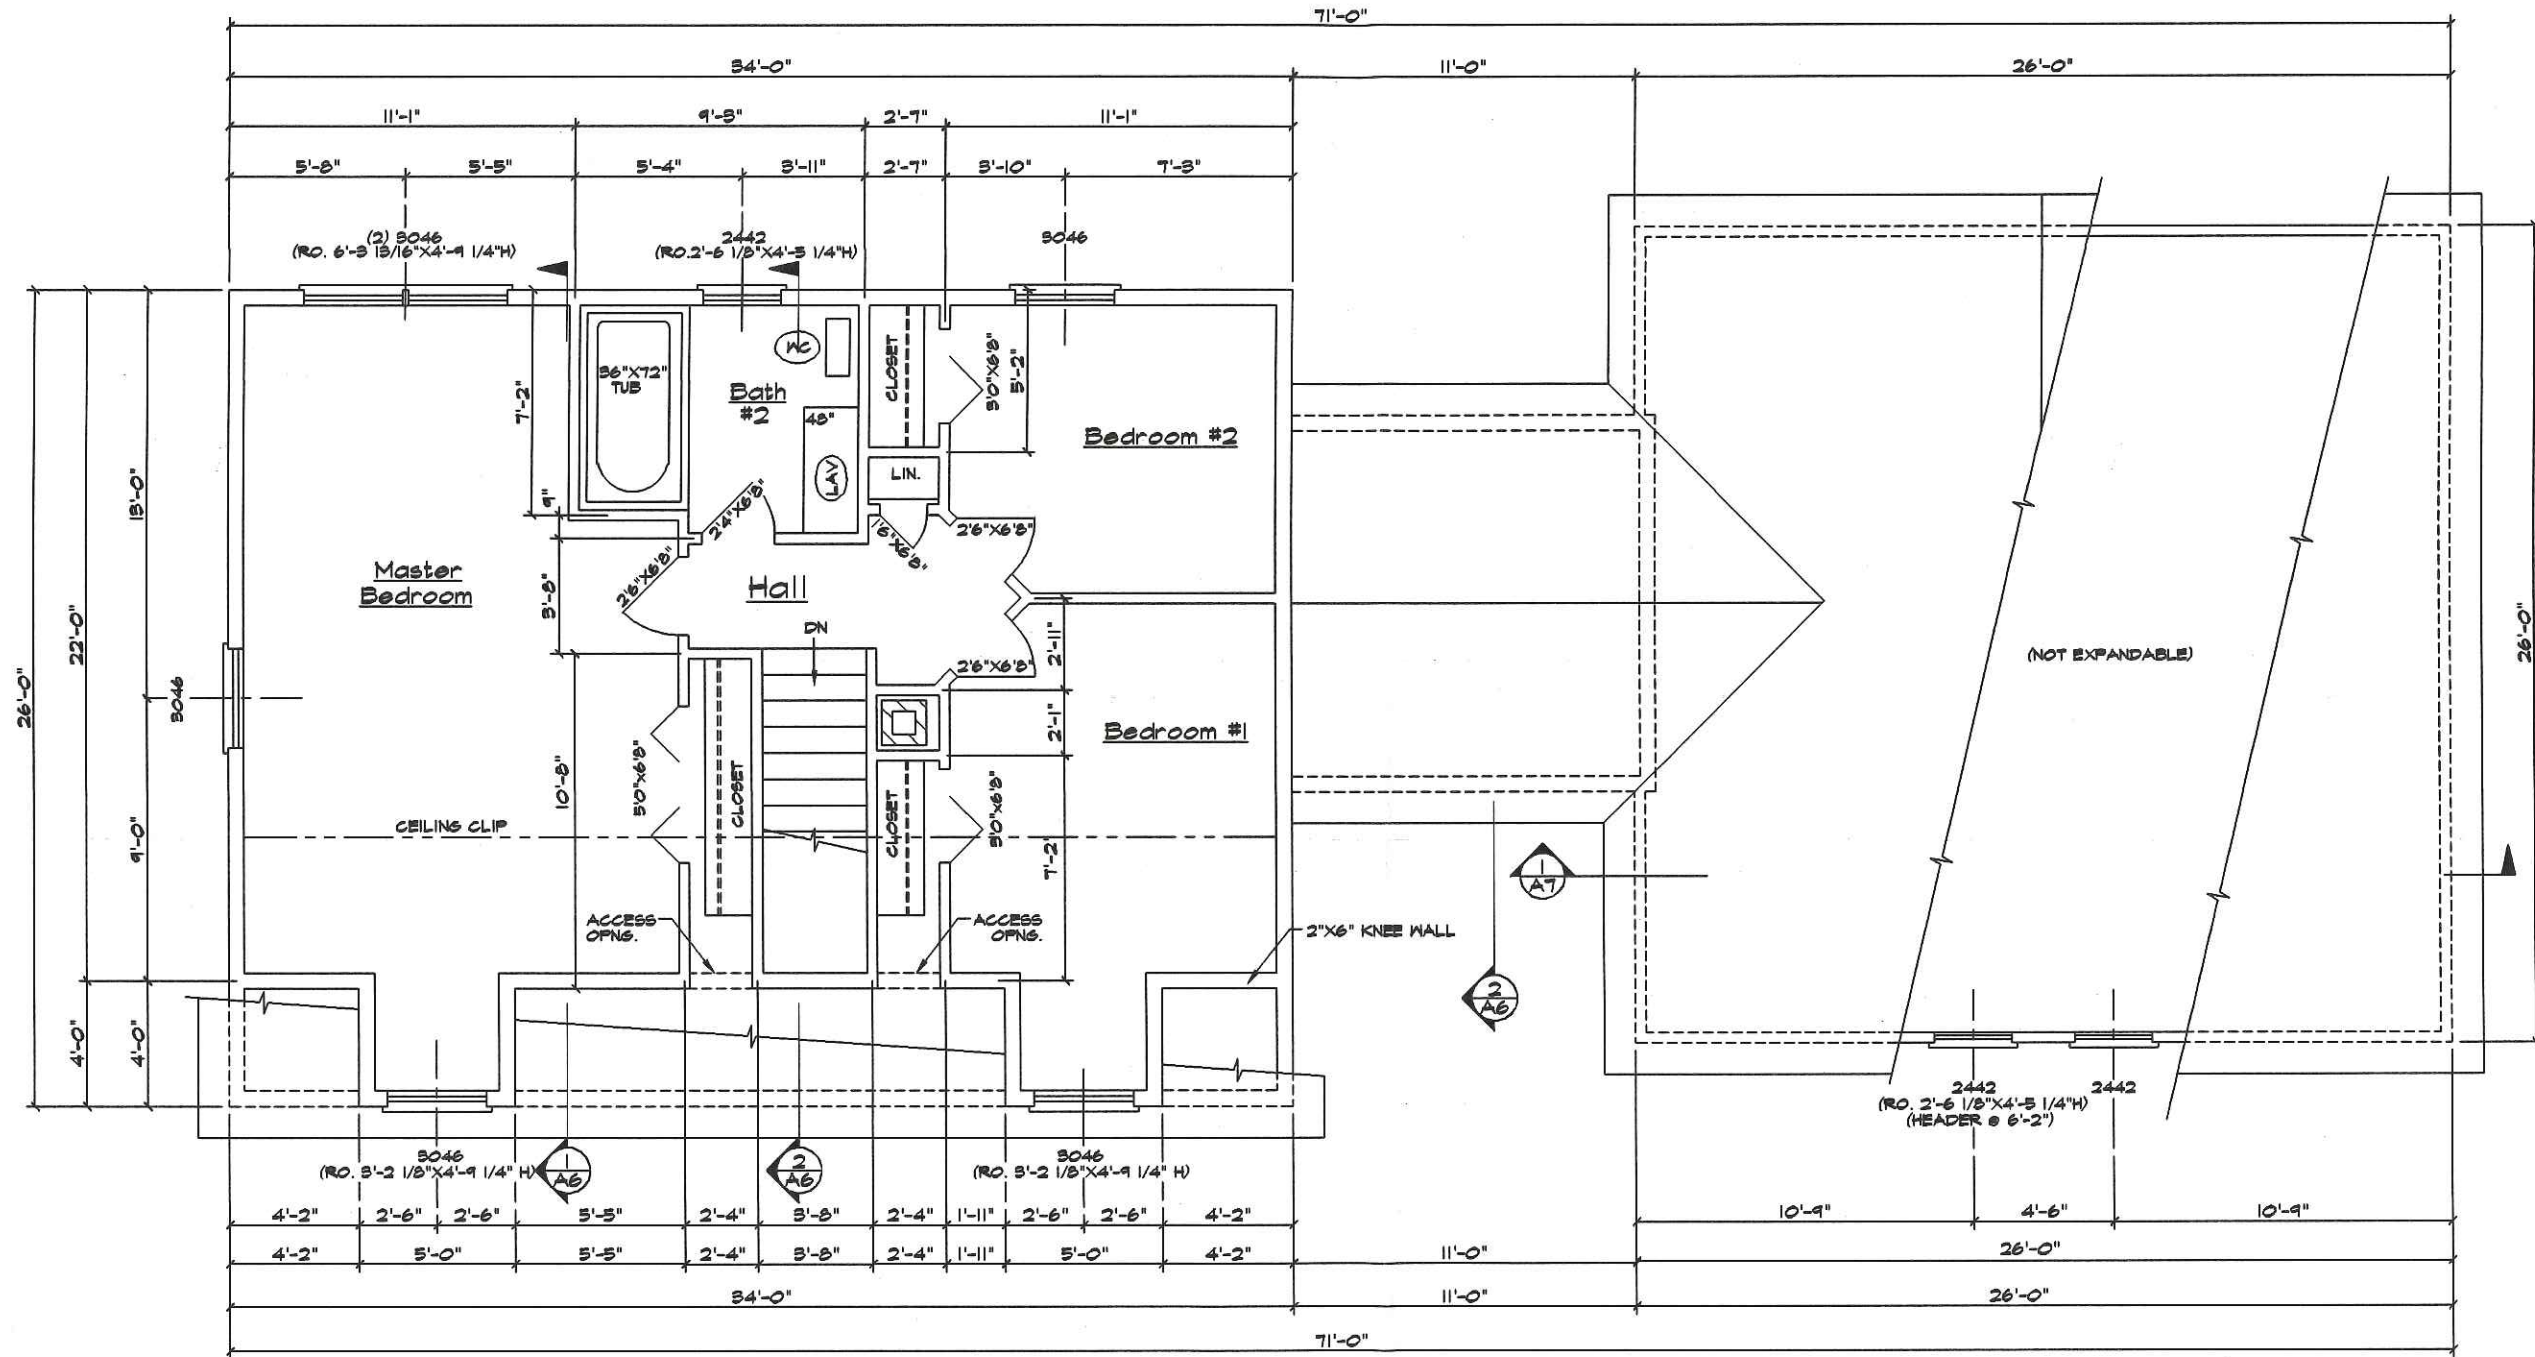 71'-0"
34'-0" 11'-0" 26'-0"
11'-1" 9'-3" 2'-7" 11'-1"
5'-8" 5'-5" 5'-4" 3'-11" 2'-7" 3'-10" 7'-3"
(2) 3046
(RO. 6'-3 13/16"X4'-9 1/4"H)
2442
(RO.2'-6 1/8"X4'-5 1/4"H)
3046
26'-0"
22'-0"
4'-0"
13'-0"
9'-0"
4'-0"
3046
7'-2"
9"
3'-8"
10'-8"
36"X72"
TUB
WC
Bath
#2
48"
LAV
CLOSET
3'0"X6'8"
5'-2"
Bedroom #2
LIN.
2'4"X6'8"
1'6"X6'8"
2'6"X6'8"
2'6"X6'8"
Master
Bedroom
Hall
DN
2'6"X6'8"
2'-11"
2'-1"
7'-2"
Bedroom #1
5'0"X6'8"
CLOSET
CLOSET
3'0"X6'8"
CEILING CLIP
ACCESS
OPNG.
ACCESS
OPNG.
2"X6" KNEE WALL
(NOT EXPANDABLE)
26'-0"
1
A7
2
A6
2442 2442
(RO. 2'-6 1/8"X4'-5 1/4"H)
(HEADER @ 6'-2")
3046
(RO. 3'-2 1/8"X4'-9 1/4" H)
1
A6
2
A6
3046
(RO. 3'-2 1/8"X4'-9 1/4" H)
4'-2" 2'-6" 2'-6" 5'-5" 2'-4" 3'-8" 2'-4" 1'-11" 2'-6" 2'-6" 4'-2" 10'-9" 4'-6" 10'-9"
4'-2" 5'-0" 5'-5" 2'-4" 3'-8" 2'-4" 1'-11" 5'-0" 4'-2" 11'-0" 26'-0"
34'-0" 11'-0" 26'-0"
71'-0"